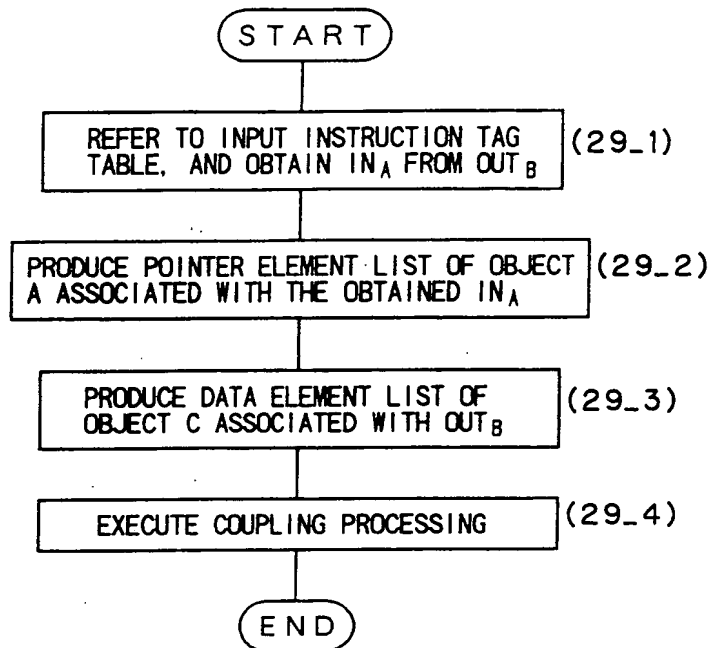 START
REFER TO INPUT INSTRUCTION TAG (29_1)
TABLE, AND OBTAIN IN_A FROM OUT_B
PRODUCE POINTER ELEMENT LIST OF OBJECT (29_2)
A ASSOCIATED WITH THE OBTAINED IN_A
PRODUCE DATA ELEMENT LIST OF (29_3)
OBJECT C ASSOCIATED WITH OUT_B
EXECUTE COUPLING PROCESSING (29_4)
END